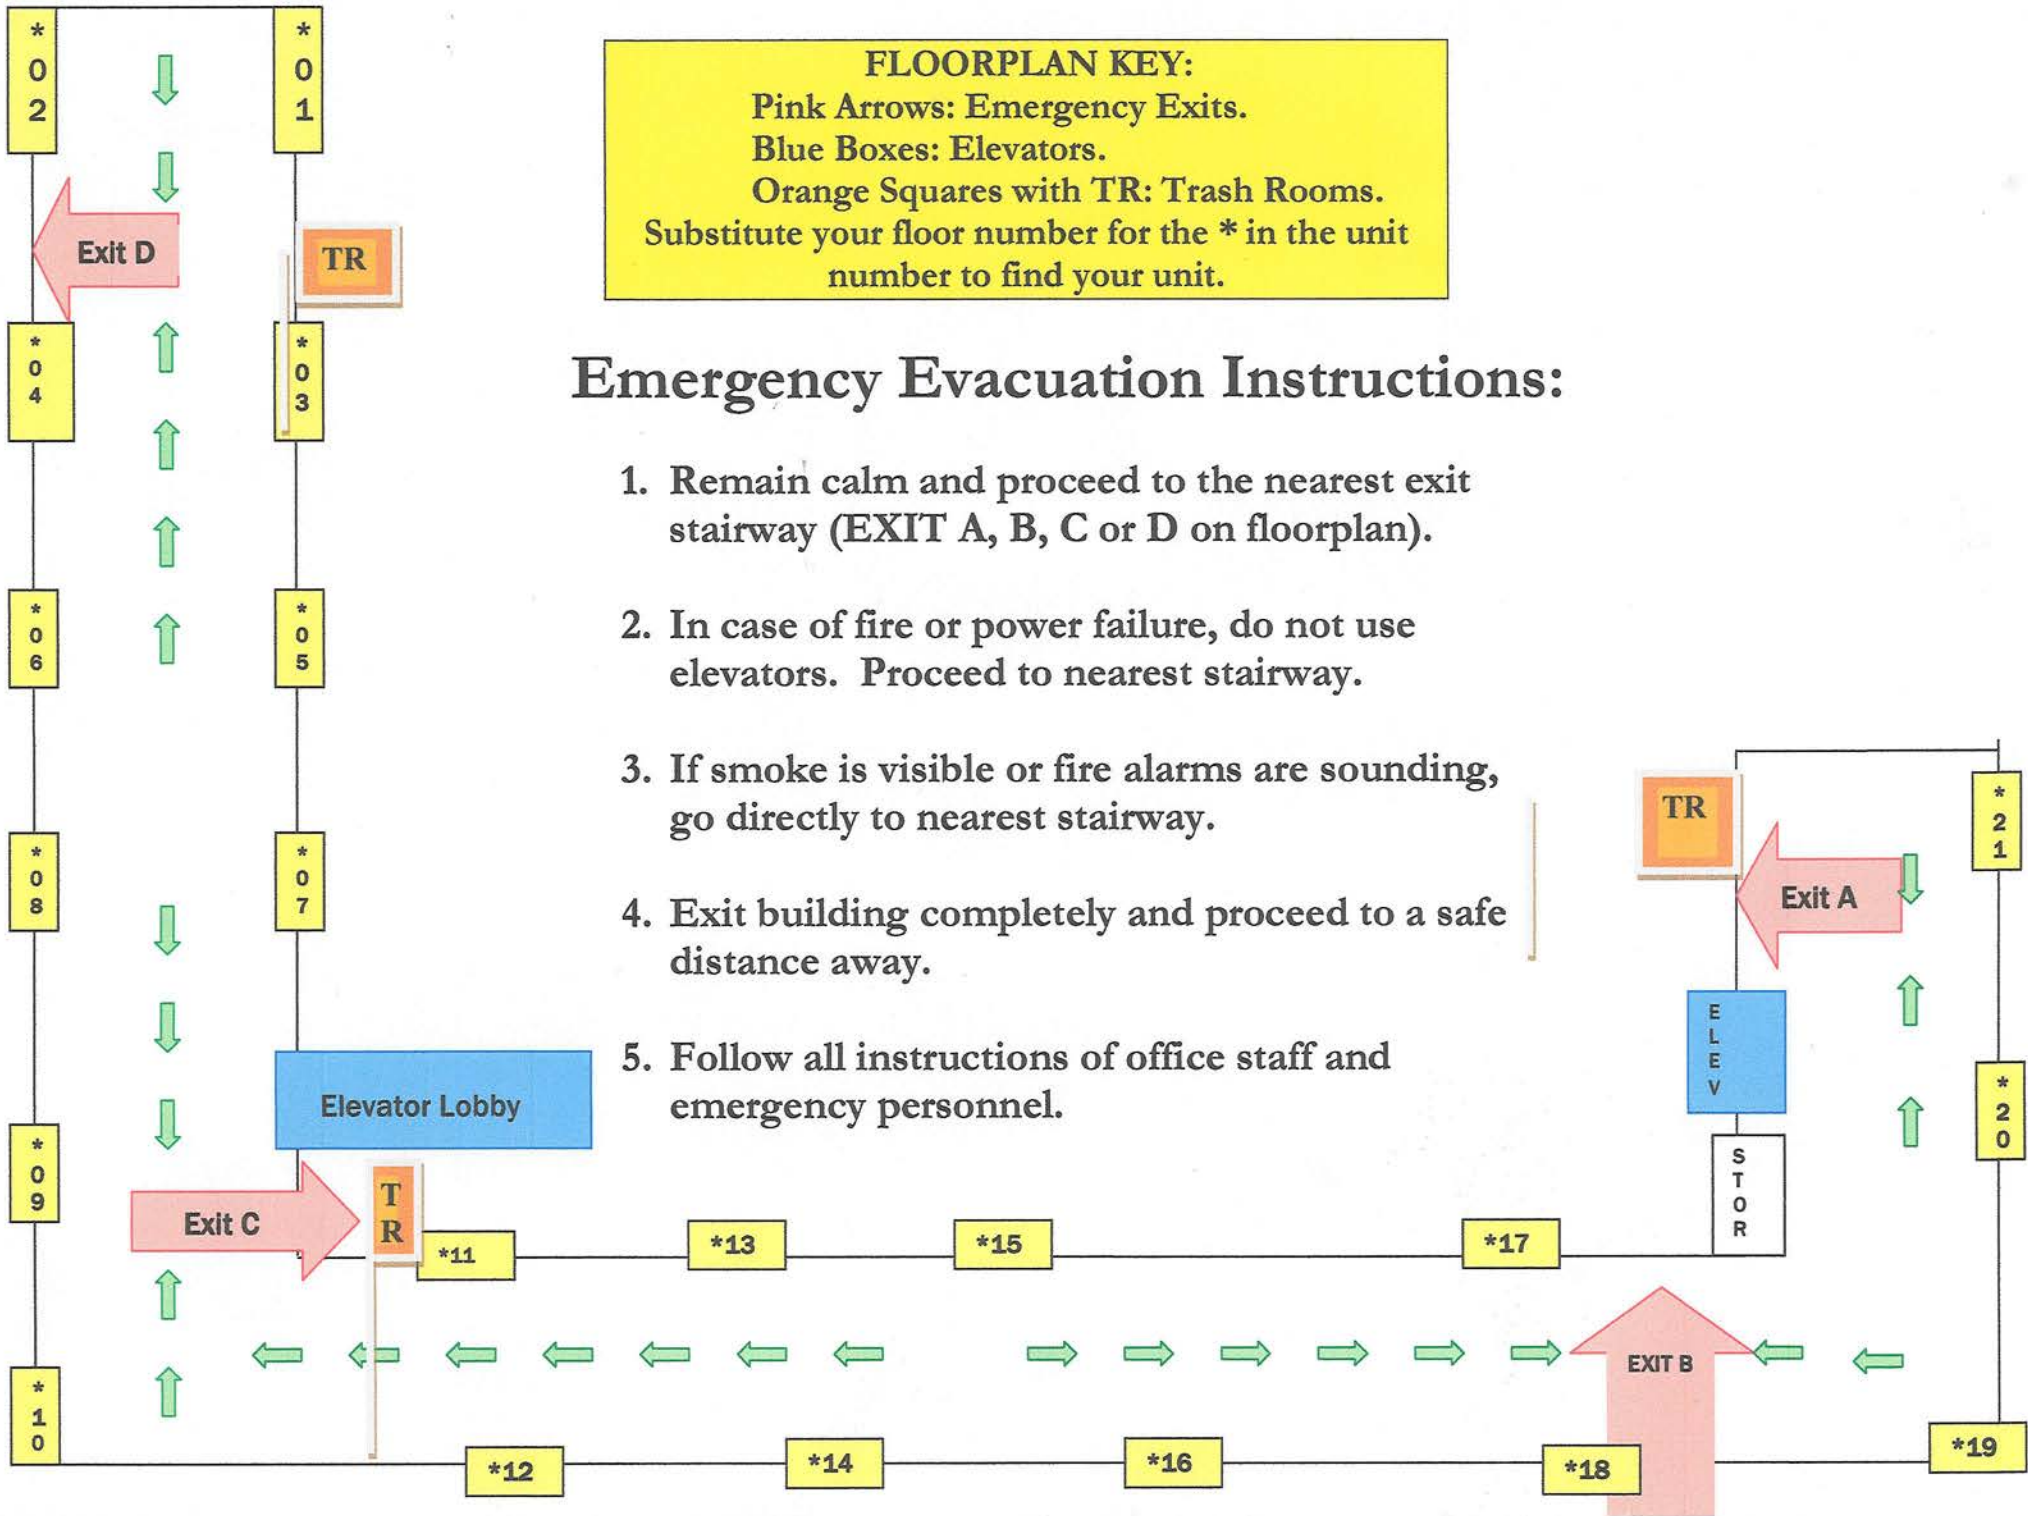 *02
*01
FLOORPLAN KEY:
Pink Arrows: Emergency Exits.
Blue Boxes: Elevators.
Orange Squares with TR: Trash Rooms.
Substitute your floor number for the * in the unit
number to find your unit.
Exit D
TR
*04
*03
Emergency Evacuation Instructions:
1. Remain calm and proceed to the nearest exit
stairway (EXIT A, B, C or D on floorplan).
2. In case of fire or power failure, do not use
elevators. Proceed to nearest stairway.
3. If smoke is visible or fire alarms are sounding,
go directly to nearest stairway.
4. Exit building completely and proceed to a safe
distance away.
5. Follow all instructions of office staff and
emergency personnel.
*06
*05
*08
*07
TR
*21
Exit A
ELEV
*20
STOR
Elevator Lobby
*09
Exit C
TR
*11
*13
*15
*17
EXIT B
*10
*12
*14
*16
*18
*19